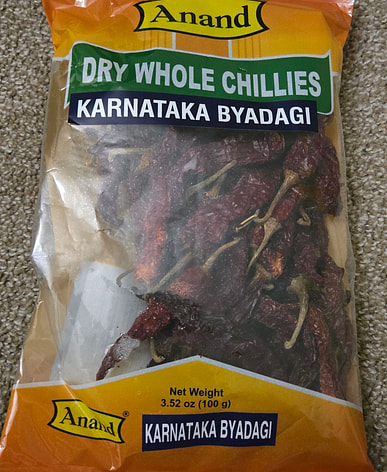 Anand
DRY WHOLE CHILLIES
KARNATAKA BYADAGI
Net Weight
3.52 oz (100 g)
Anand®
KARNATAKA BYADAGI